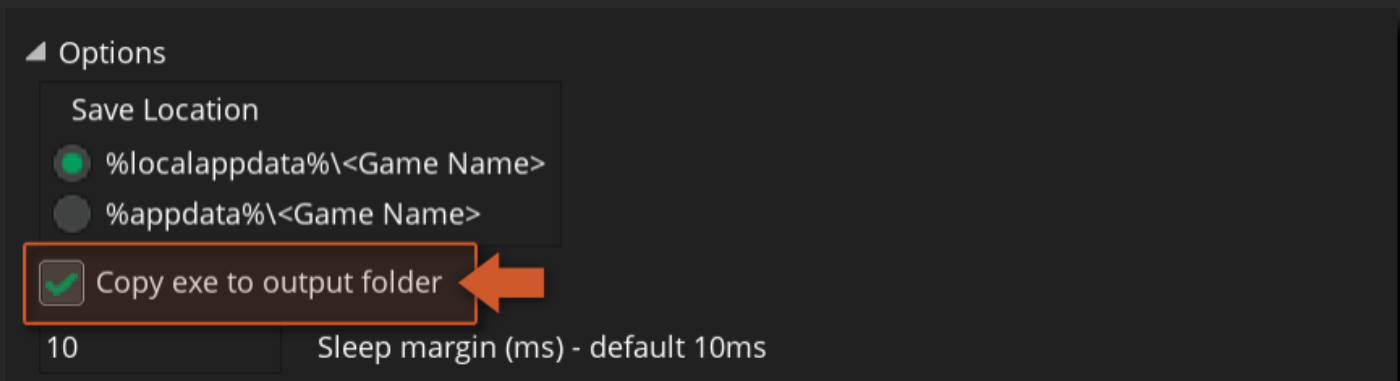 Options
Save Location
%localappdata%\<Game Name>
%appdata%\<Game Name>
Copy exe to output folder
10 Sleep margin (ms) - default 10ms